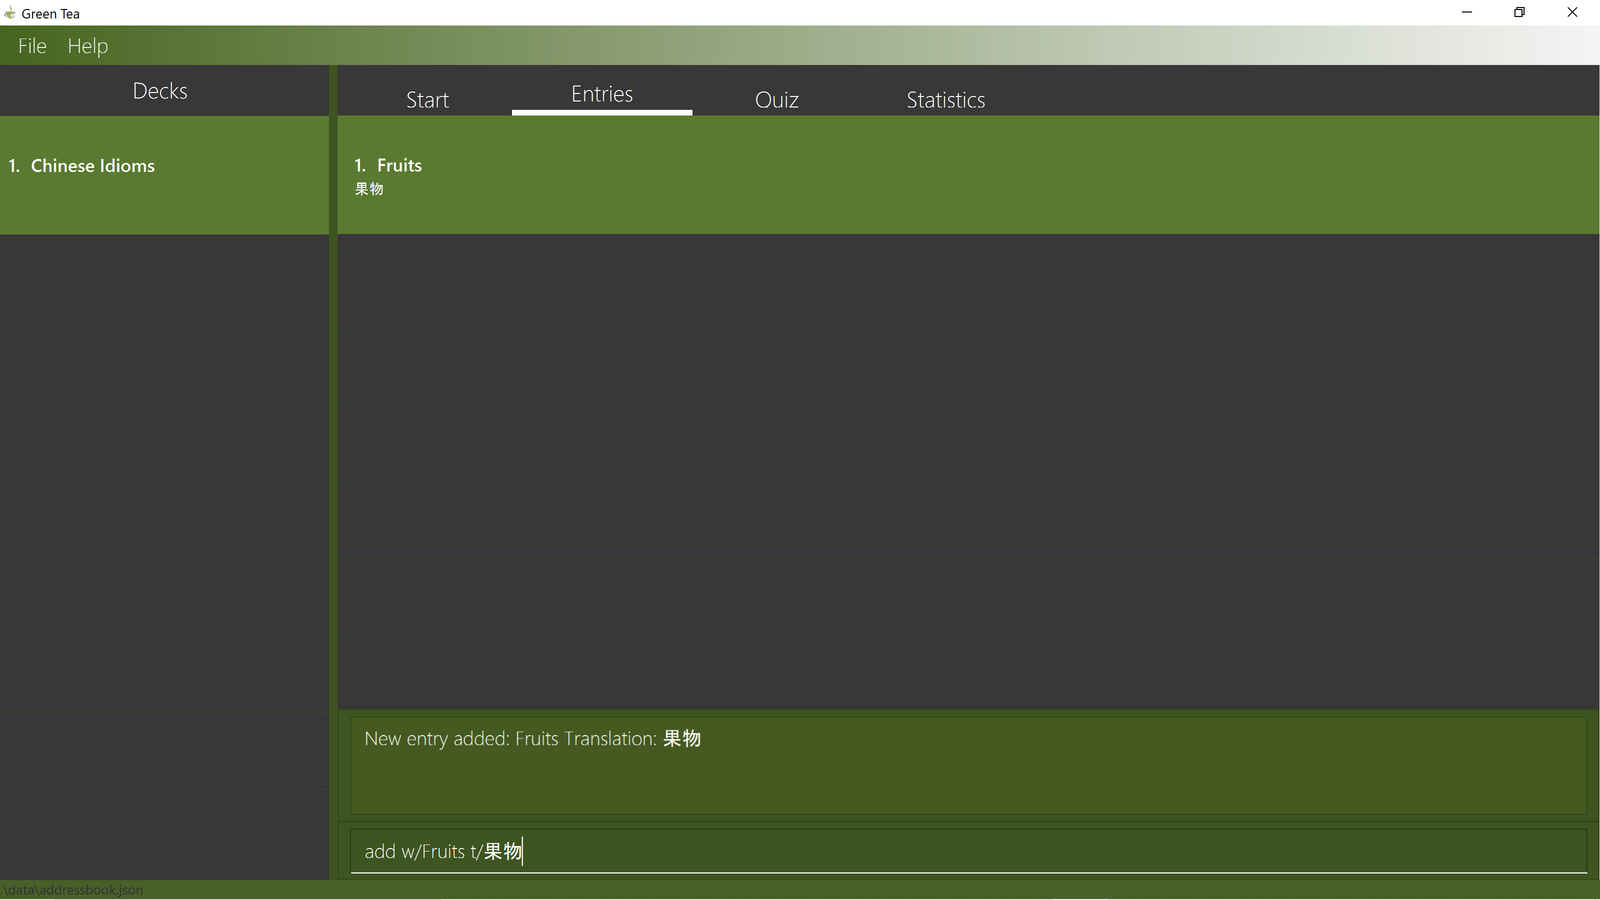 Green Tea
File Help
Decks
Start Entries Quiz Statistics
1. Chinese Idioms
1. Fruits
果物
New entry added: Fruits Translation: 果物
add w/Fruits t/果物
.\data\addressbook.json